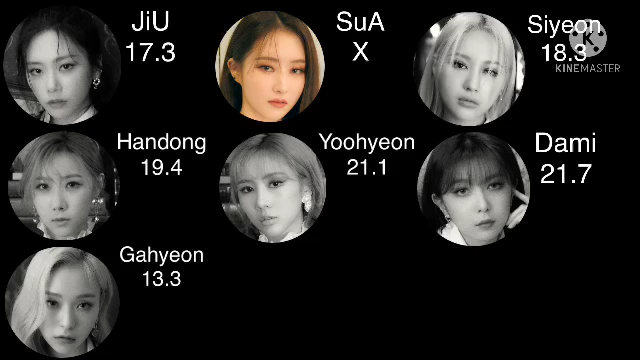 JiU
17.3
SuA
X
Siyeon
18.3
KINEMASTER
Handong
19.4
Yoohyeon
21.1
Dami
21.7
Gahyeon
13.3